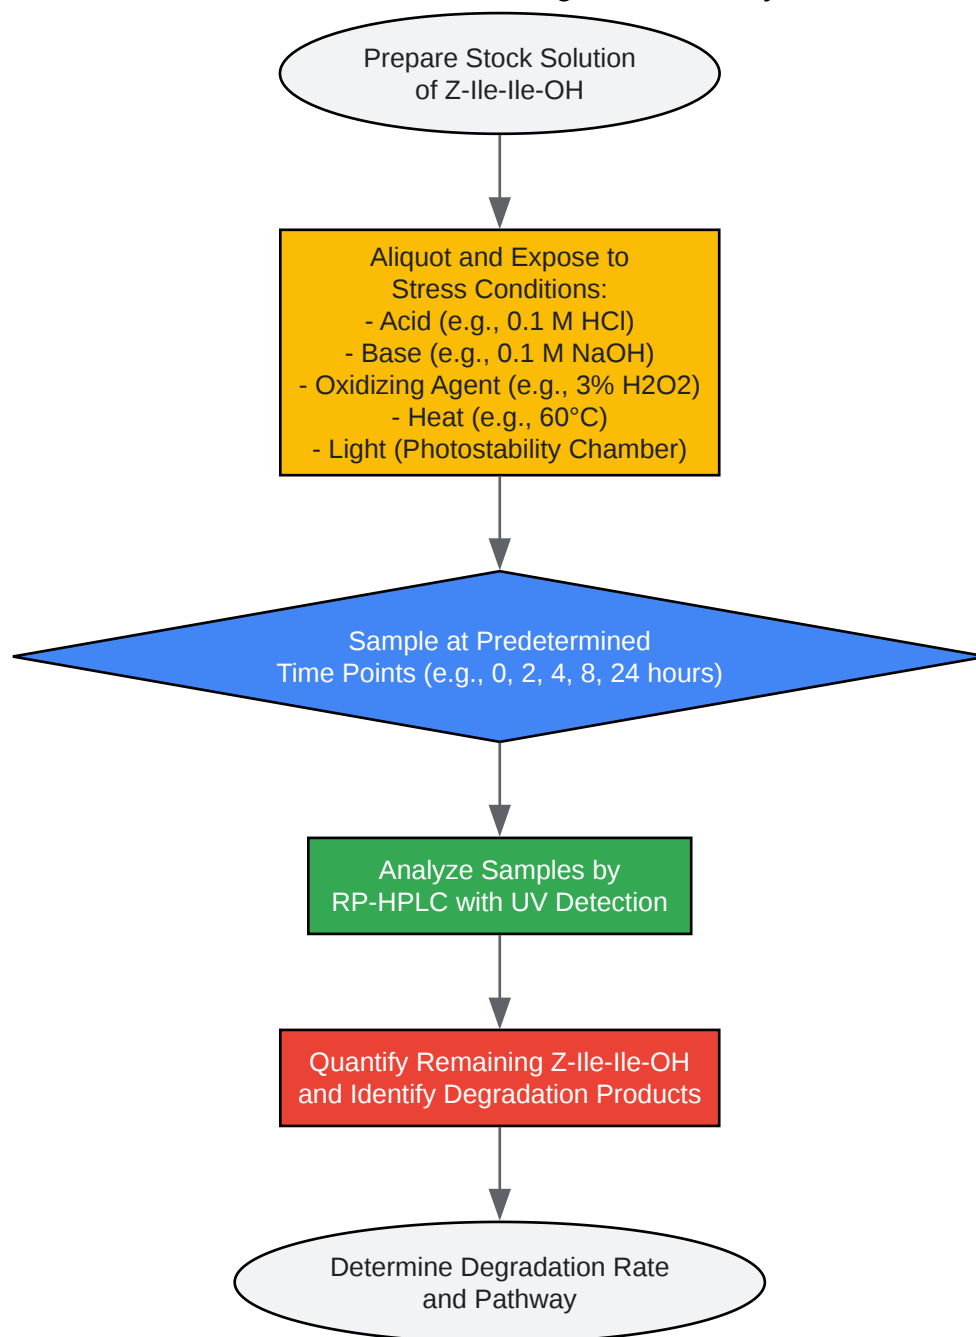 Prepare Stock Solution
of Z-Ile-Ile-OH
Aliquot and Expose to
Stress Conditions:
- Acid (e.g., 0.1 M HCl)
- Base (e.g., 0.1 M NaOH)
- Oxidizing Agent (e.g., 3% H2O2)
- Heat (e.g., 60°C)
- Light (Photostability Chamber)
Sample at Predetermined
Time Points (e.g., 0, 2, 4, 8, 24 hours)
Analyze Samples by
RP-HPLC with UV Detection
Quantify Remaining Z-Ile-Ile-OH
and Identify Degradation Products
Determine Degradation Rate
and Pathway